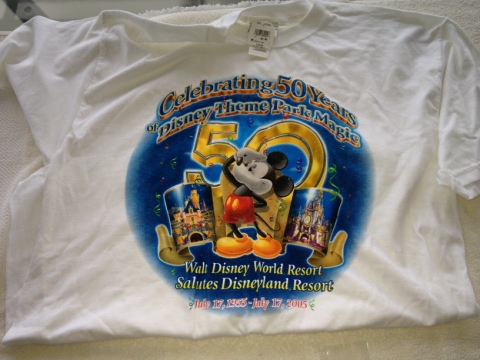 Celebrating 50 Years
of Disney Theme Park Magic
50
Walt Disney World Resort
Salutes Disneyland Resort
July 17, 1955 - July 17, 2005